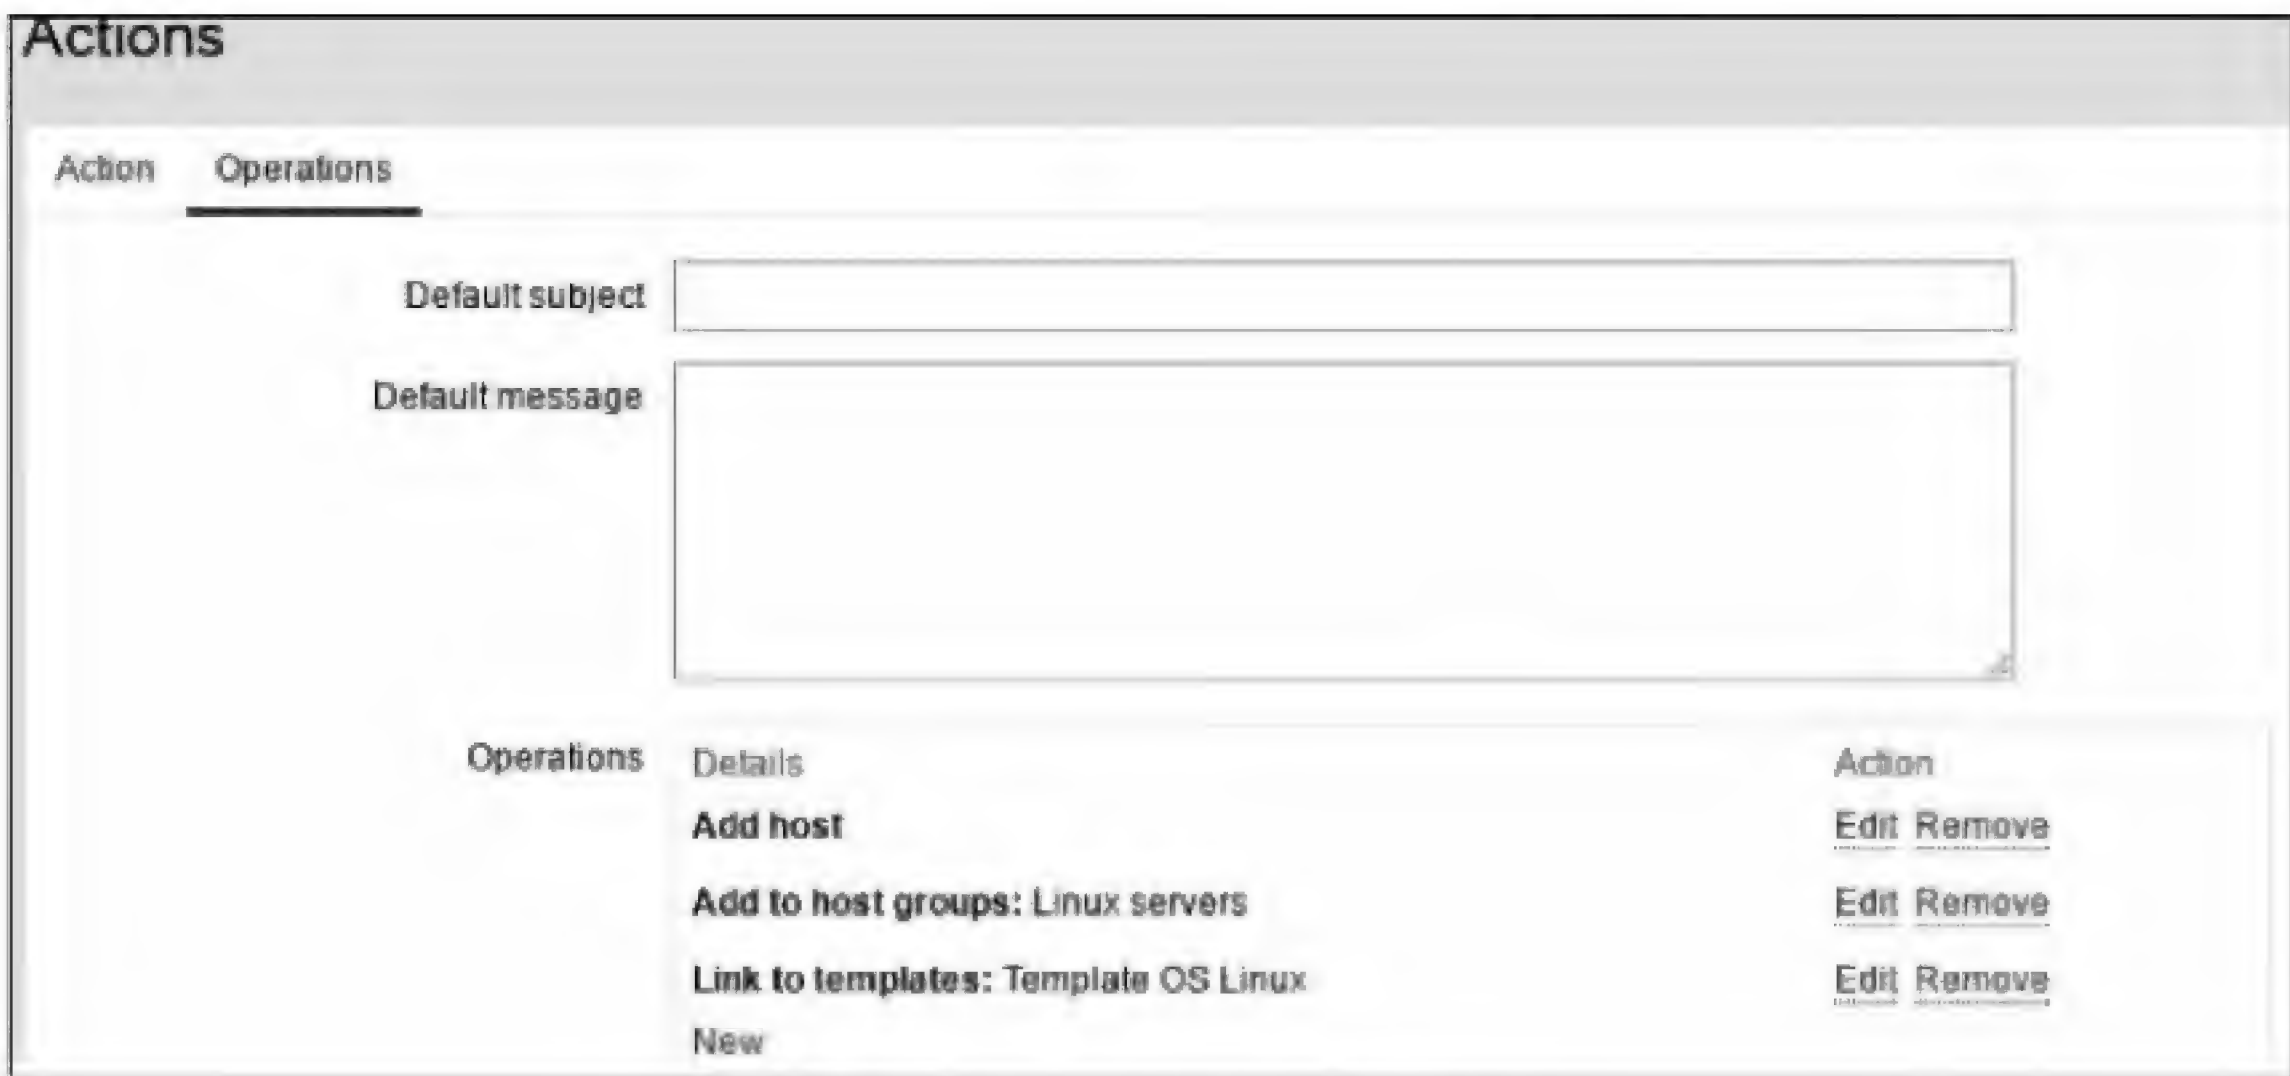 Actions
Action Operations
Default subject
Default message
Operations Details Action
Add host Edit Remove
Add to host groups: Linux servers Edit Remove
Link to templates: Template OS Linux Edit Remove
New